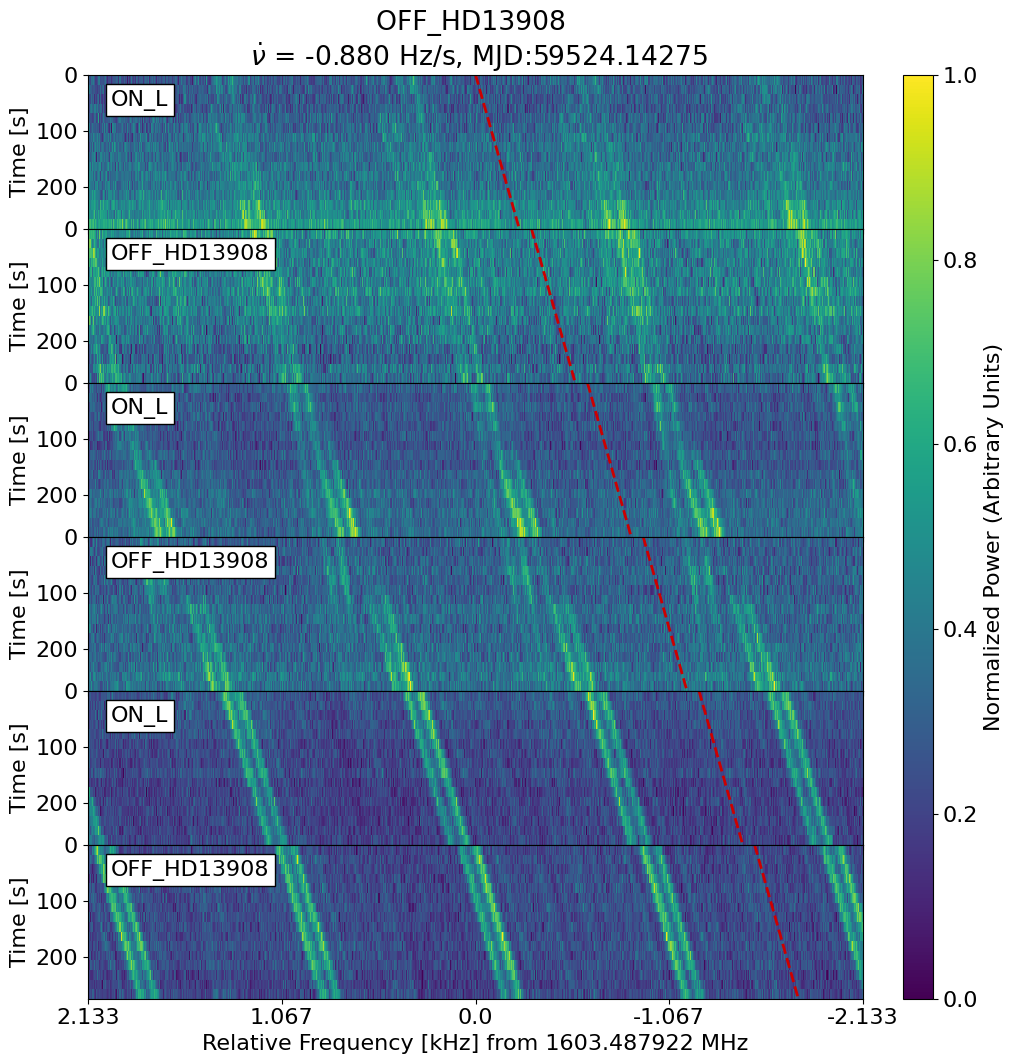 OFF_HD13908
ν̇ = -0.880 Hz/s, MJD:59524.14275
0
ON_L
100
200
Time [s]
0
OFF_HD13908
100
200
Time [s]
0
ON_L
100
200
Time [s]
0
OFF_HD13908
100
200
Time [s]
0
ON_L
100
200
Time [s]
0
OFF_HD13908
100
200
Time [s]
2.133 1.067 0.0 -1.067 -2.133
Relative Frequency [kHz] from 1603.487922 MHz
1.0
0.8
0.6
0.4
0.2
0.0
Normalized Power (Arbitrary Units)